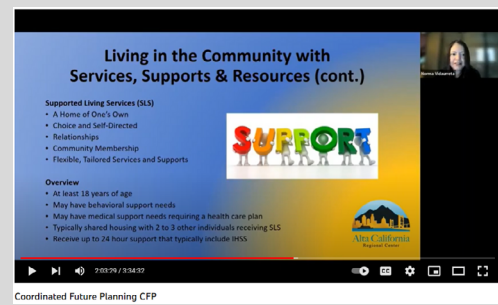 Living in the Community with
Services, Supports & Resources (cont.)
Supported Living Services (SLS)
• A Home of One's Own
• Choice and Self-Directed
• Relationships
• Community Membership
• Flexible, Tailored Services and Supports
SUPPORT
Overview
• At least 18 years of age
• May have behavioral support needs
• May have medical support needs requiring a health care plan
• Typically shared housing with 2 to 3 other individuals receiving SLS
• Receive up to 24 hour support that typically include IHSS
Alta California
Regional Center
2:03:29 / 3:34:32
CC
Coordinated Future Planning CFP